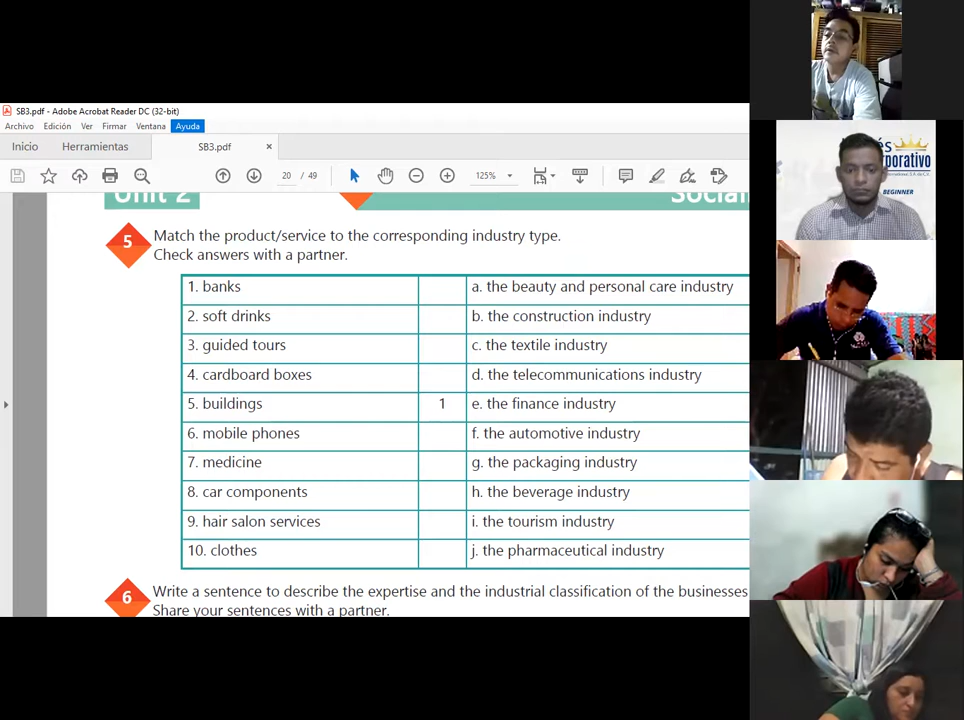 SB3.pdf - Adobe Acrobat Reader DC (32-bit)
Archivo Edición Ver Firmar Ventana Ayuda
Inicio Herramientas SB3.pdf ×
20 / 49 125%
Unit 2 Social
5 Match the product/service to the corresponding industry type.
Check answers with a partner.
1. banks a. the beauty and personal care industry
2. soft drinks b. the construction industry
3. guided tours c. the textile industry
4. cardboard boxes d. the telecommunications industry
5. buildings 1 e. the finance industry
6. mobile phones f. the automotive industry
7. medicine g. the packaging industry
8. car components h. the beverage industry
9. hair salon services i. the tourism industry
10. clothes j. the pharmaceutical industry
6 Write a sentence to describe the expertise and the industrial classification of the businesses
Share your sentences with a partner.
és
rporativo
BEGINNER